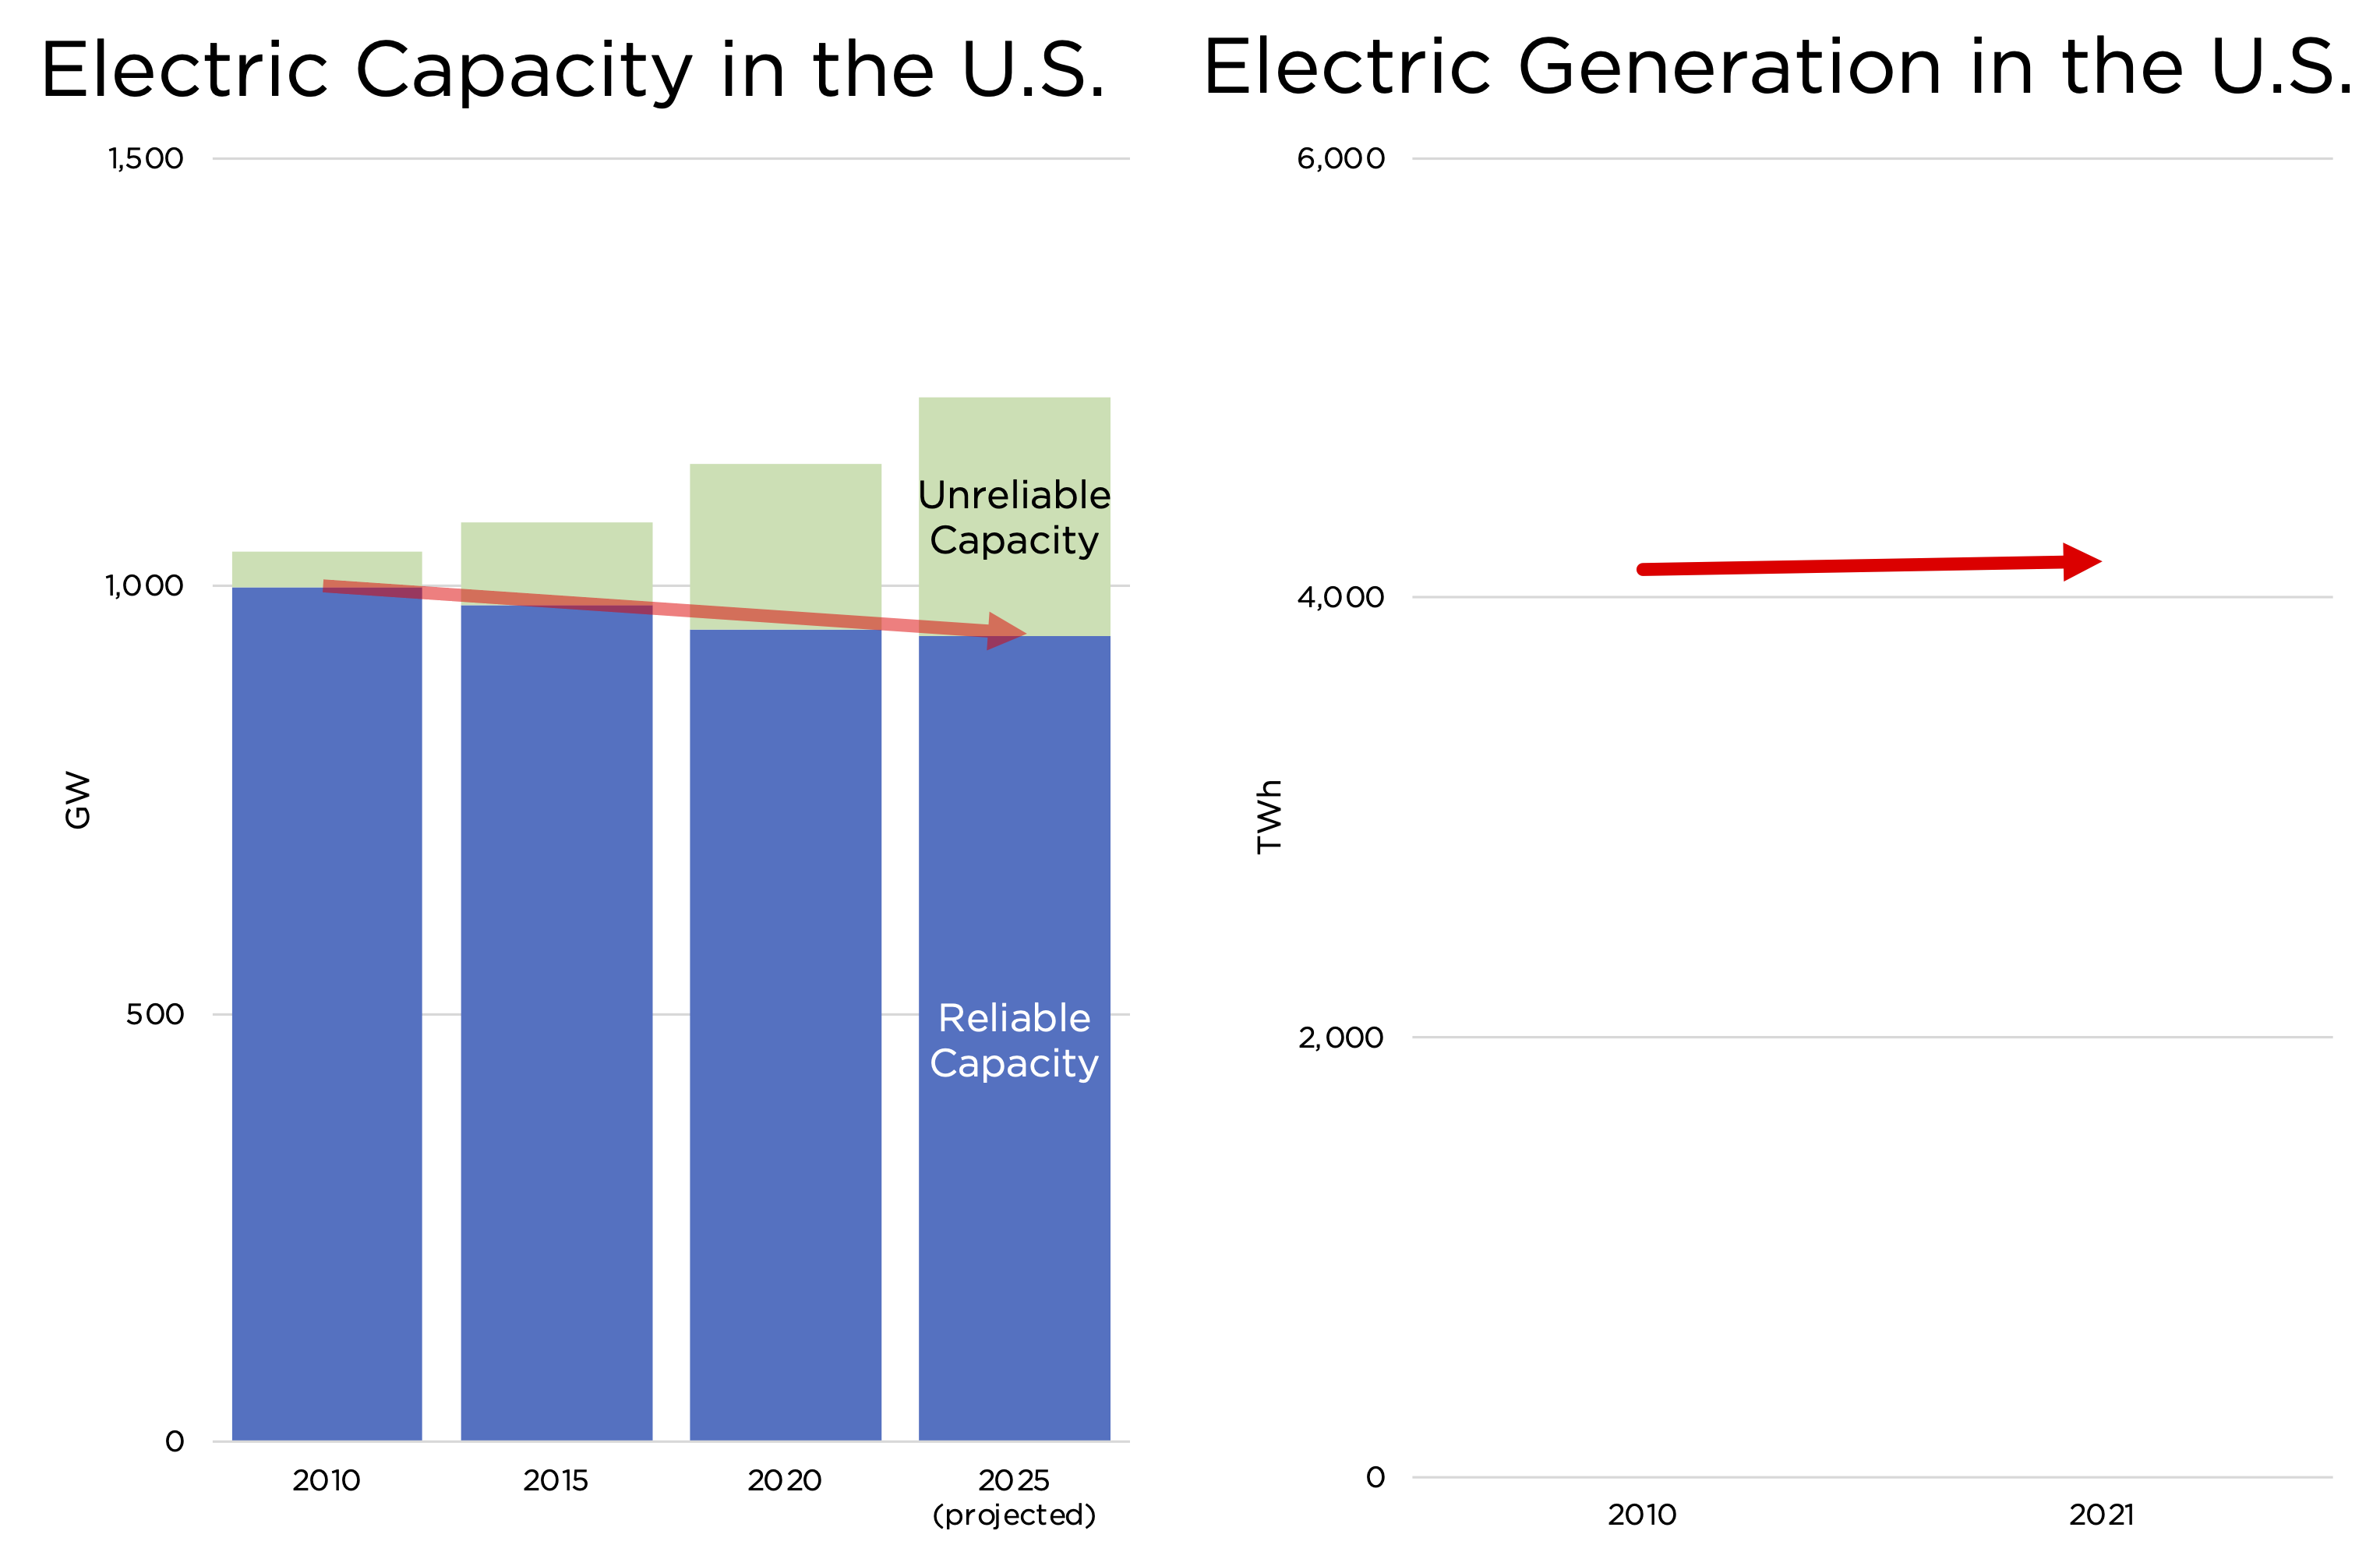 Electric Capacity in the U.S.
1,500
1,000
500
0
GW
Unreliable
Capacity
Reliable
Capacity
2010
2015
2020
2025
(projected)
Electric Generation in the U.S.
6,000
4,000
2,000
0
TWh
2010
2021